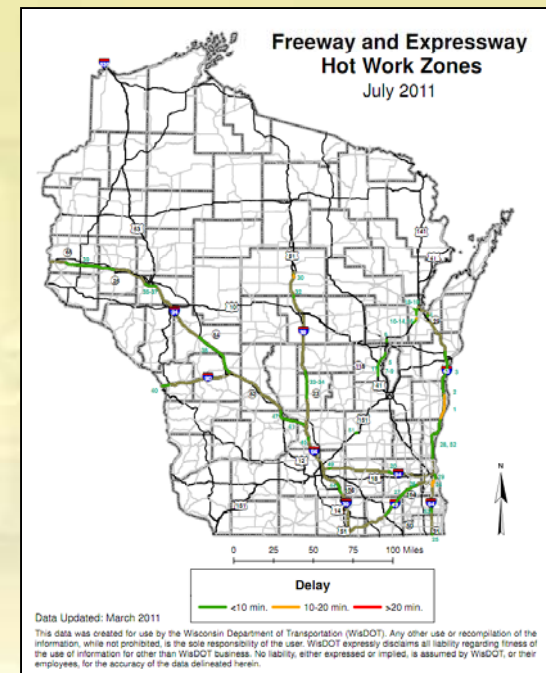 Freeway and Expressway
Hot Work Zones
July 2011
N
0 25 50 75 100 Miles
Delay
<10 min. 10-20 min. >20 min.
Data Updated: March 2011
This data was created for use by the Wisconsin Department of Transportation (WisDOT). Any other use or recompilation of the
information, while not prohibited, is the sole responsibility of the user. WisDOT expressly disclaims all liability regarding fitness of
the use of information for other than WisDOT business. No liability, either expressed or implied, is assumed by WisDOT, or their
employees, for the accuracy of the data delineated herein.